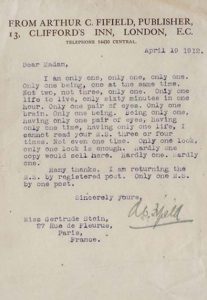 FROM ARTHUR C. FIFIELD, PUBLISHER,
13, CLIFFORD'S INN, LONDON, E.C.
TELEPHONE 14430 CENTRAL.
April 19 1912.
Dear Madam,
I am only one, only one, only one.
Only one being, one at the same time.
Not two, not three, only one. Only one
life to live, only sixty minutes in one
hour. Only one pair of eyes. Only one
brain. Only one being. Being only one,
having only one pair of eyes, having
only one time, having only one life, I
cannot read your M.S. three or four
times. Not even one time. Only one look,
only one look is enough. Hardly one
copy would sell here. Hardly one. Hardly
one.
Many thanks. I am returning the
M.S. by registered post. Only one M.S.
by one post.
Sincerely yours,
A. C. Fifield
Miss Gertrude Stein,
27 Rue de Fleurus,
Paris,
France.